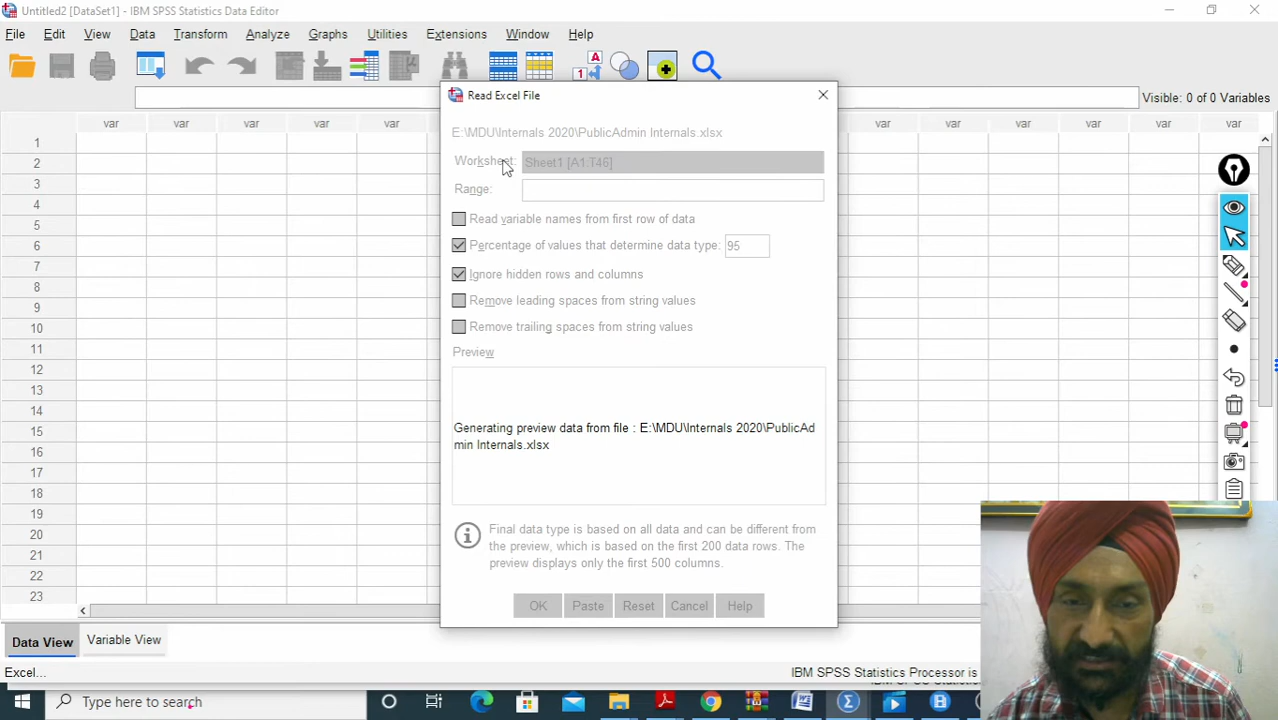 Untitled2 [DataSet1] - IBM SPSS Statistics Data Editor
File Edit View Data Transform Analyze Graphs Utilities Extensions Window Help
Visible: 0 of 0 Variables
Read Excel File
E:\MDU\Internals 2020\PublicAdmin Internals.xlsx
Worksheet: Sheet1 [A1:T46]
Range:
Read variable names from first row of data
Percentage of values that determine data type: 95
Ignore hidden rows and columns
Remove leading spaces from string values
Remove trailing spaces from string values
Preview
Generating preview data from file : E:\MDU\Internals 2020\PublicAd
min Internals.xlsx
Final data type is based on all data and can be different from
the preview, which is based on the first 200 data rows. The
preview displays only the first 500 columns.
OK Paste Reset Cancel Help
var var var var var var var var var var var
1
2
3
4
5
6
7
8
9
10
11
12
13
14
15
16
17
18
19
20
21
22
23
Data View Variable View
Excel... IBM SPSS Statistics Processor is
Type here to search